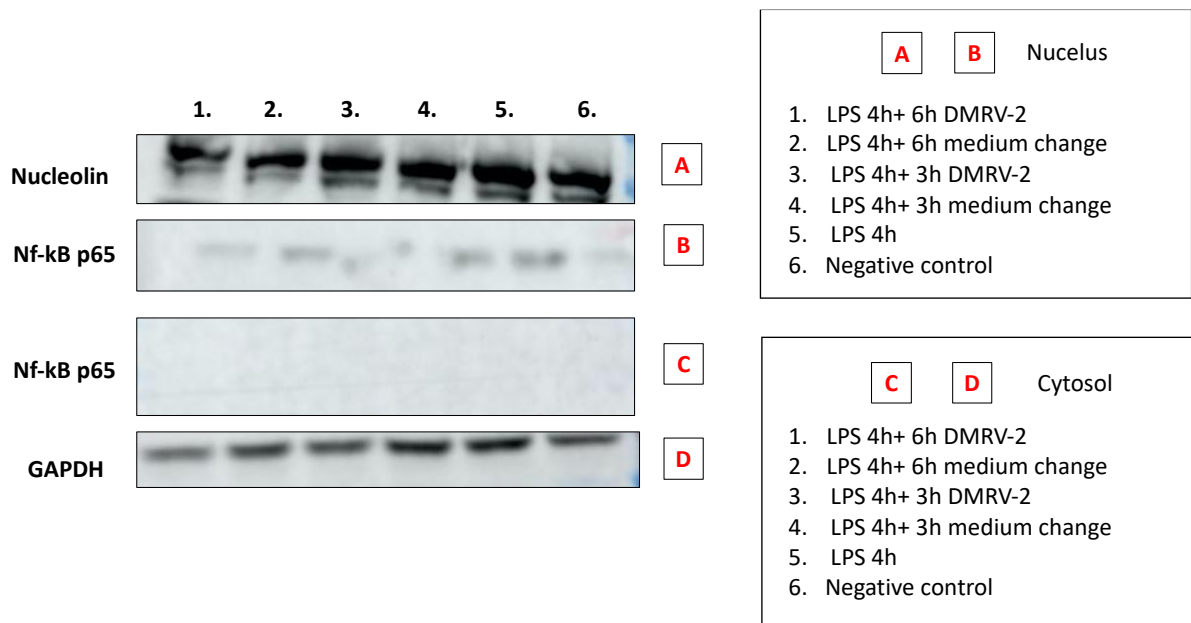 1. 2. 3. 4. 5. 6.
Nucleolin
A
Nf-kB p65
B
Nf-kB p65
C
GAPDH
D
A B Nucelus
1. LPS 4h+ 6h DMRV-2
2. LPS 4h+ 6h medium change
3. LPS 4h+ 3h DMRV-2
4. LPS 4h+ 3h medium change
5. LPS 4h
6. Negative control
C D Cytosol
1. LPS 4h+ 6h DMRV-2
2. LPS 4h+ 6h medium change
3. LPS 4h+ 3h DMRV-2
4. LPS 4h+ 3h medium change
5. LPS 4h
6. Negative control